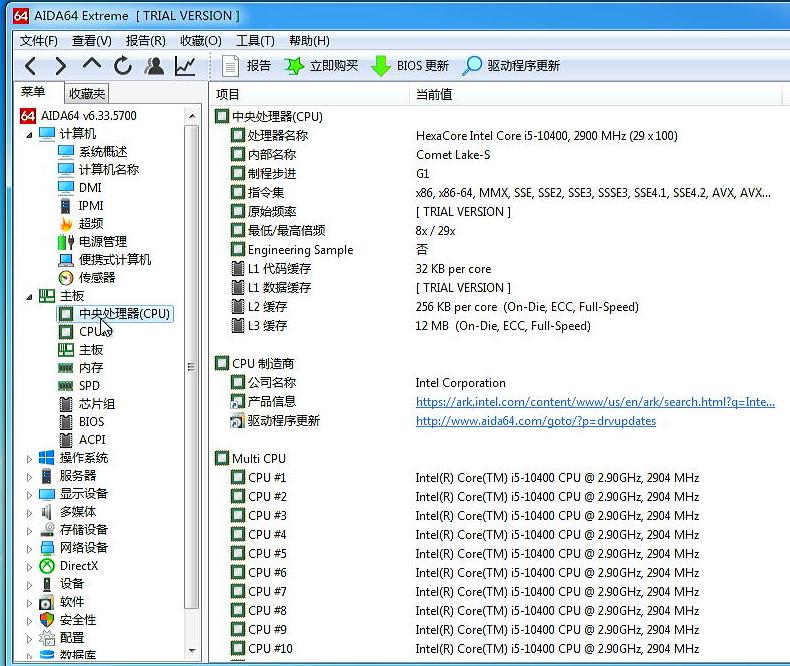 64 AIDA64 Extreme [ TRIAL VERSION ]
文件(F) 查看(V) 报告(R) 收藏(O) 工具(T) 帮助(H)
报告 立即购买 BIOS 更新 驱动程序更新
菜单 收藏夹
项目 当前值
64 AIDA64 v6.33.5700
计算机
系统概述
计算机名称
DMI
IPMI
超频
电源管理
便携式计算机
传感器
主板
中央处理器(CPU)
CPU
主板
内存
SPD
芯片组
BIOS
ACPI
操作系统
服务器
显示设备
多媒体
存储设备
网络设备
DirectX
设备
软件
安全性
配置
数据库
中央处理器(CPU)
处理器名称 HexaCore Intel Core i5-10400, 2900 MHz (29 x 100)
内部名称 Comet Lake-S
制程步进 G1
指令集 x86, x86-64, MMX, SSE, SSE2, SSE3, SSSE3, SSE4.1, SSE4.2, AVX, AVX...
原始频率 [ TRIAL VERSION ]
最低/最高倍频 8x / 29x
Engineering Sample 否
L1 代码缓存 32 KB per core
L1 数据缓存 [ TRIAL VERSION ]
L2 缓存 256 KB per core (On-Die, ECC, Full-Speed)
L3 缓存 12 MB (On-Die, ECC, Full-Speed)
CPU 制造商
公司名称 Intel Corporation
产品信息 https://ark.intel.com/content/www/us/en/ark/search.html?q=Inte...
驱动程序更新 http://www.aida64.com/goto/?p=drvupdates
Multi CPU
CPU #1 Intel(R) Core(TM) i5-10400 CPU @ 2.90GHz, 2904 MHz
CPU #2 Intel(R) Core(TM) i5-10400 CPU @ 2.90GHz, 2904 MHz
CPU #3 Intel(R) Core(TM) i5-10400 CPU @ 2.90GHz, 2904 MHz
CPU #4 Intel(R) Core(TM) i5-10400 CPU @ 2.90GHz, 2904 MHz
CPU #5 Intel(R) Core(TM) i5-10400 CPU @ 2.90GHz, 2904 MHz
CPU #6 Intel(R) Core(TM) i5-10400 CPU @ 2.90GHz, 2904 MHz
CPU #7 Intel(R) Core(TM) i5-10400 CPU @ 2.90GHz, 2904 MHz
CPU #8 Intel(R) Core(TM) i5-10400 CPU @ 2.90GHz, 2904 MHz
CPU #9 Intel(R) Core(TM) i5-10400 CPU @ 2.90GHz, 2904 MHz
CPU #10 Intel(R) Core(TM) i5-10400 CPU @ 2.90GHz, 2904 MHz